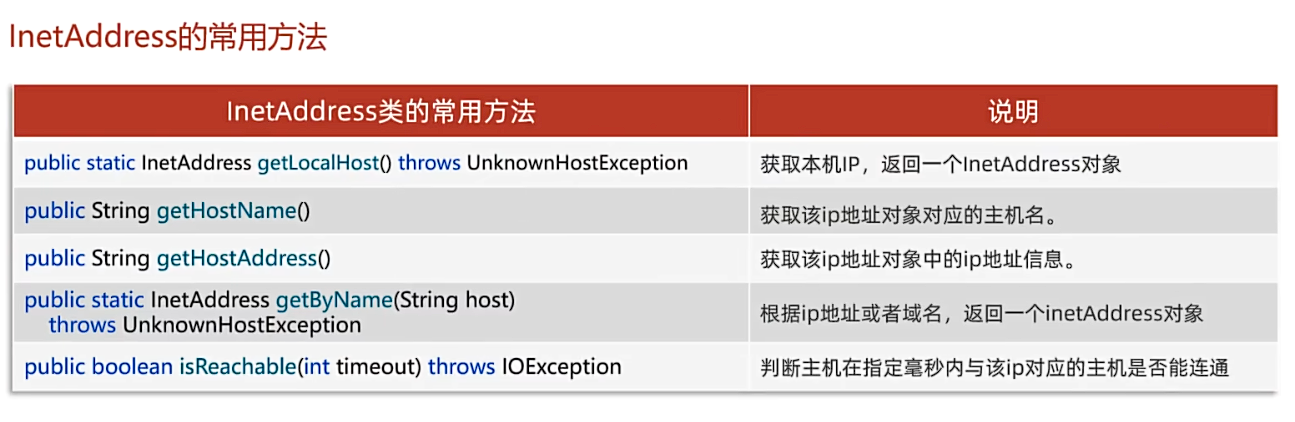 InetAddress的常用方法
InetAddress类的常用方法 说明
public static InetAddress getLocalHost() throws UnknownHostException 获取本机IP，返回一个InetAddress对象
public String getHostName() 获取该ip地址对象对应的主机名。
public String getHostAddress() 获取该ip地址对象中的ip地址信息。
public static InetAddress getByName(String host)
throws UnknownHostException 根据ip地址或者域名，返回一个inetAddress对象
public boolean isReachable(int timeout) throws IOException 判断主机在指定毫秒内与该ip对应的主机是否能连通